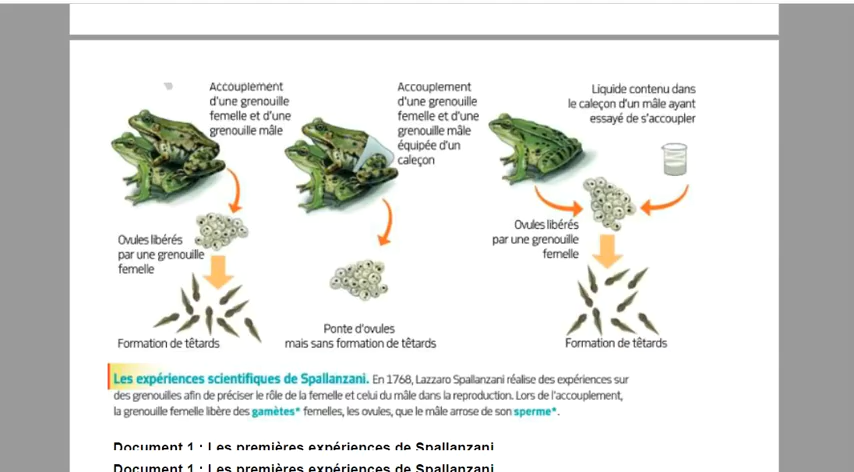 Accouplement
d'une grenouille
femelle et d'une
grenouille mâle
Accouplement
d'une grenouille
femelle et d'une
grenouille mâle
équipée d'un
caleçon
Liquide contenu dans
le caleçon d'un mâle ayant
essayé de s'accoupler
Ovules libérés
par une grenouille
femelle
Ovules libérés
par une grenouille
femelle
Formation de têtards
Ponte d'ovules
mais sans formation de têtards
Formation de têtards
Les expériences scientifiques de Spallanzani. En 1768, Lazzaro Spallanzani réalise des expériences sur
des grenouilles afin de préciser le rôle de la femelle et celui du mâle dans la reproduction. Lors de l'accouplement,
la grenouille femelle libère des gamètes* femelles, les ovules, que le mâle arrose de son sperme*.
Document 1 : Les premières expériences de Spallanzani
Document 1 : Les premières expériences de Spallanzani